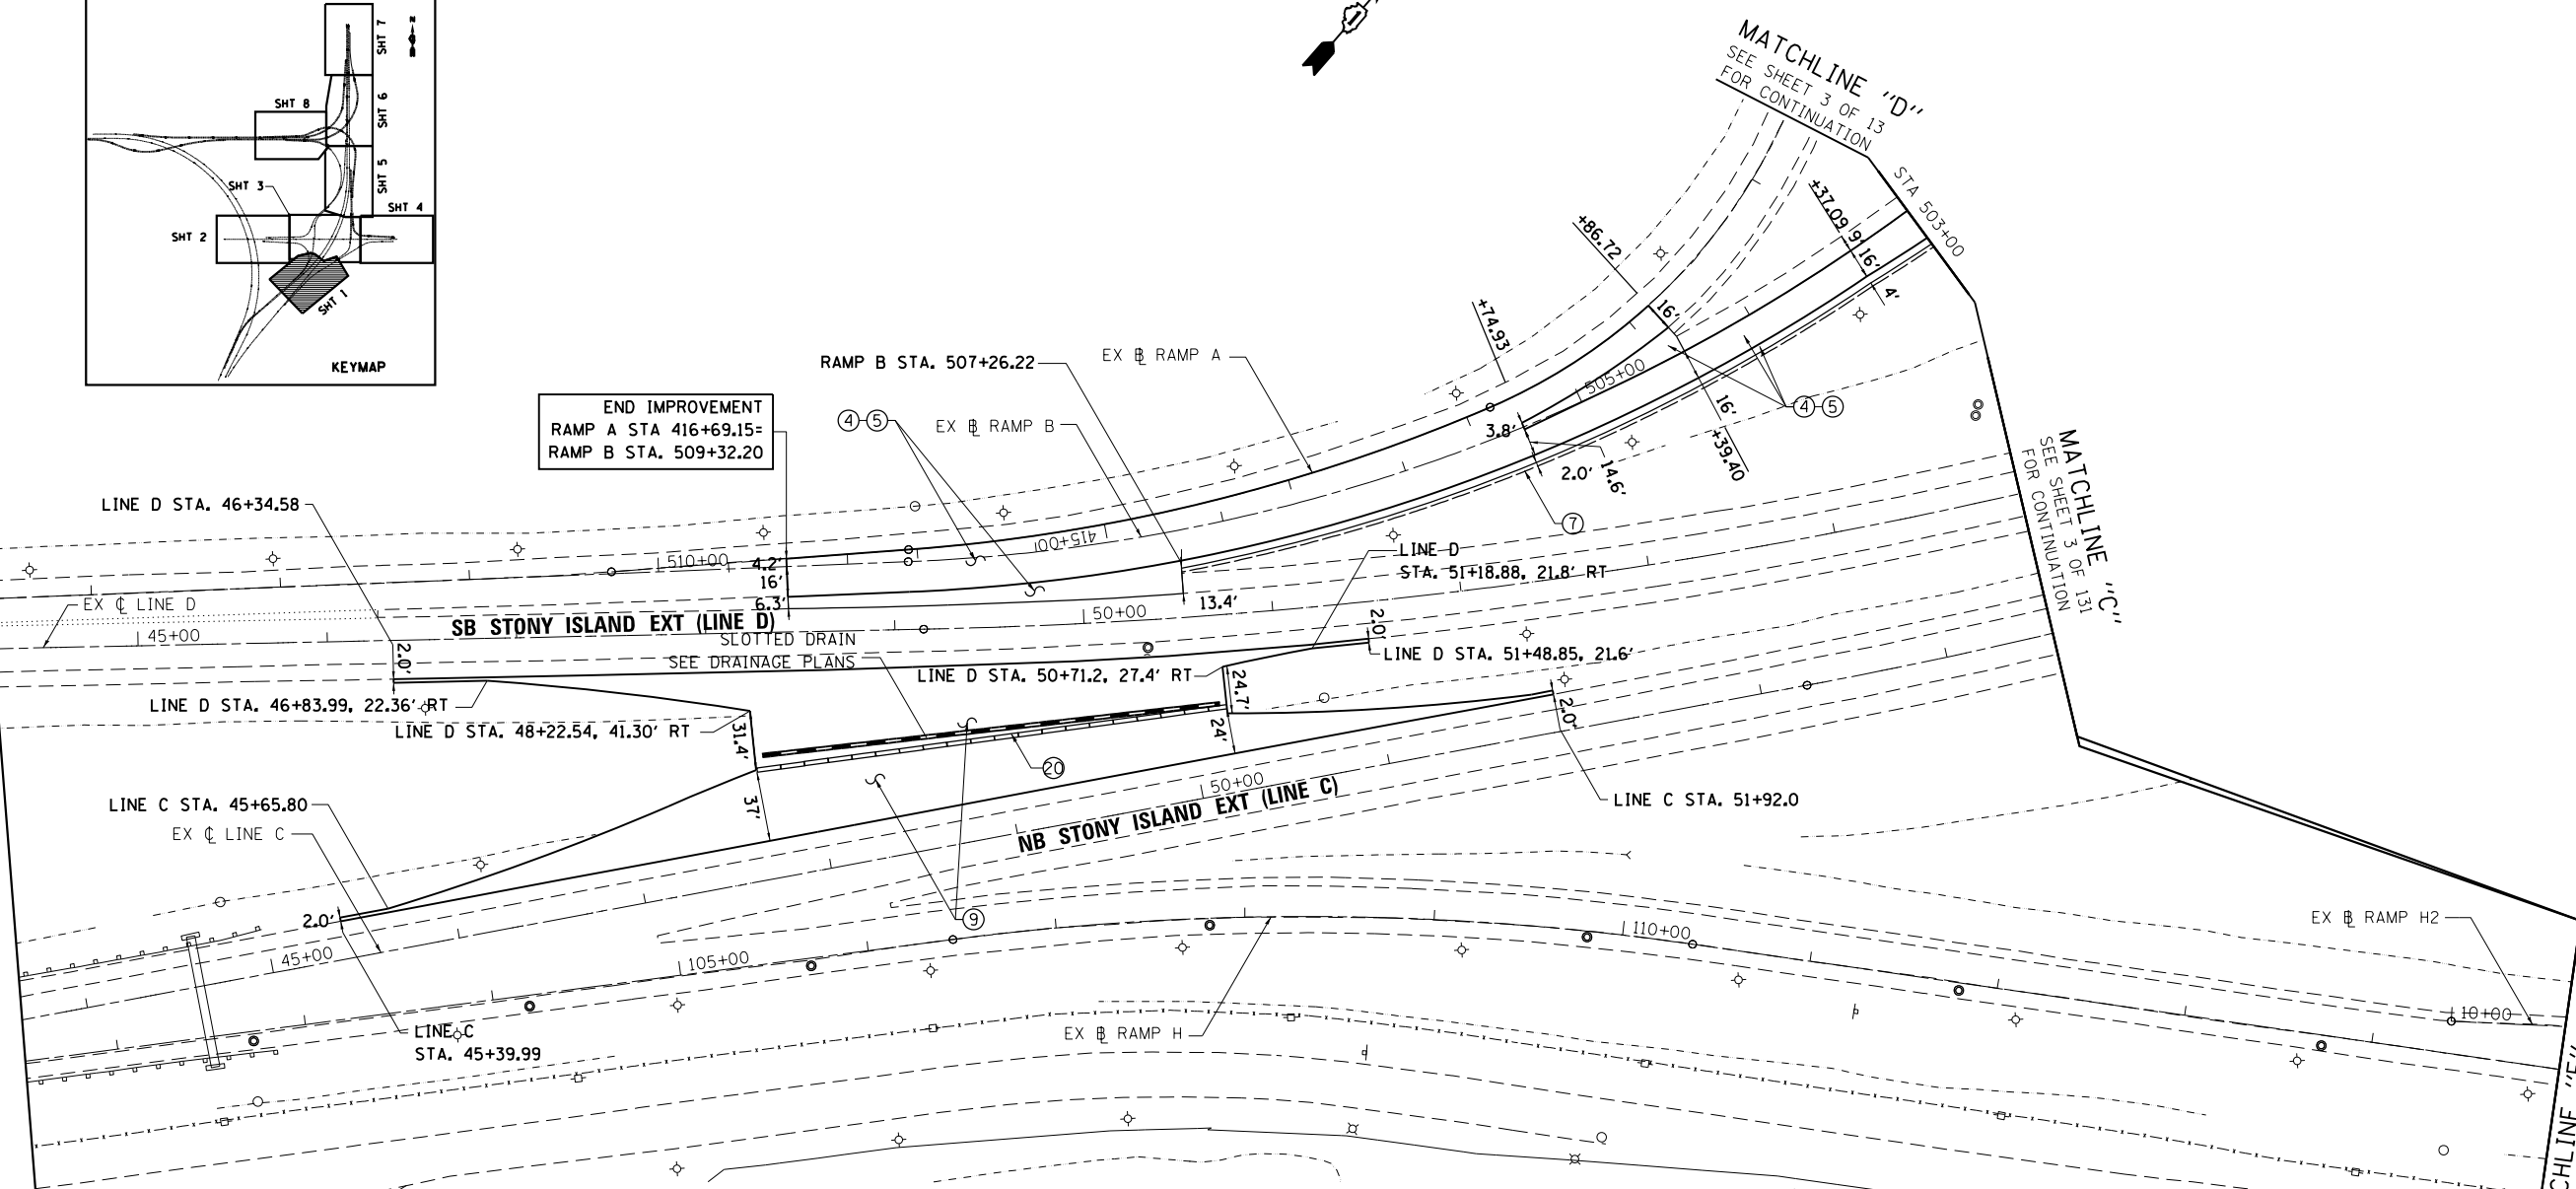 SHT 7
N
SHT 6
SHT 8
SHT 5
SHT 3
SHT 4
SHT 2
SHT 1
KEYMAP
MATCHLINE "D"
SEE SHEET 3 OF 13
FOR CONTINUATION
STA 503+00
+37.09
9'
16'
4'
+86.72
+74.93
16'
RAMP B STA. 507+26.22
EX ⅊ RAMP A
505+00
END IMPROVEMENT
RAMP A STA 416+69.15=
RAMP B STA. 509+32.20
4
5
EX ⅊ RAMP B
3.8'
16'
+39.40
4
5
2.0'
14.6'
7
MATCHLINE "C"
SEE SHEET 3 OF 131
FOR CONTINUATION
LINE D STA. 46+34.58
510+00
415+00
4.2'
16'
6.3'
13.4'
LINE D
STA. 51+18.88, 21.8' RT
EX ℄ LINE D
45+00
SB STONY ISLAND EXT (LINE D)
50+00
2.0'
SLOTTED DRAIN
SEE DRAINAGE PLANS
2.0'
LINE D STA. 51+48.85, 21.6'
LINE D STA. 50+71.2, 27.4' RT
24.7'
LINE D STA. 46+83.99, 22.36' RT
LINE D STA. 48+22.54, 41.30' RT
31.4'
24'
2.0'
20
37'
50+00
LINE C STA. 45+65.80
LINE C STA. 51+92.0
EX ℄ LINE C
NB STONY ISLAND EXT (LINE C)
2.0'
9
EX ⅊ RAMP H2
45+00
105+00
110+00
10+00
LINE C
STA. 45+39.99
EX ⅊ RAMP H
CHLINE "E"